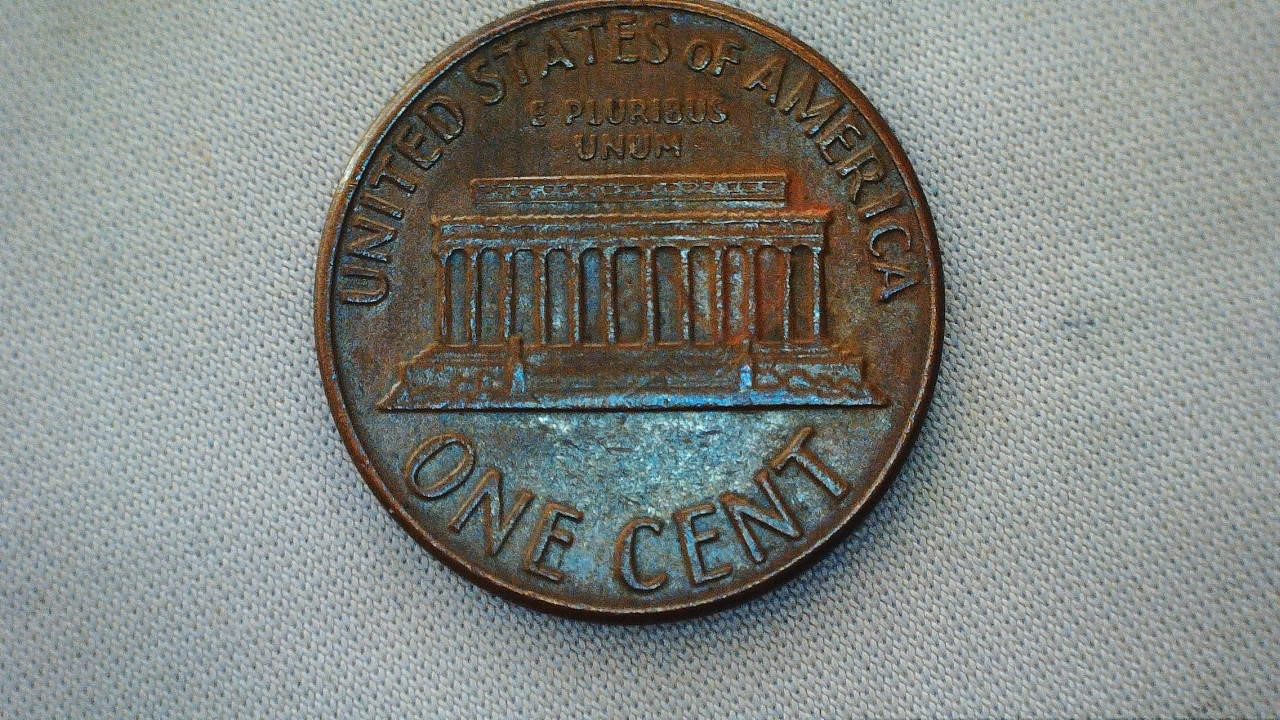 UNITED STATES OF AMERICA
E PLURIBUS
UNUM
ONE CENT